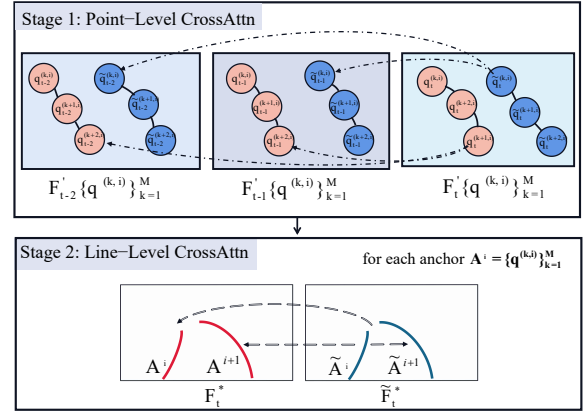 Stage 1: Point−Level CrossAttn
q_{t-2}^{(k,i)} q̃_{t-2}^{(k,i)} q_{t-1}^{(k,i)} q̃_{t-1}^{(k,i)} q_t^{(k,i)} q̃_t^{(k,i)}
q_{t-2}^{(k+1,i)} q̃_{t-2}^{(k+1,i)} q_{t-1}^{(k+1,i)} q̃_{t-1}^{(k+1,i)} q_t^{(k+2,i)} q̃_t^{(k+1,i)}
q_{t-2}^{(k+2,i)} q̃_{t-2}^{(k+2,i)} q_{t-1}^{(k+2,i)} q̃_{t-1}^{(k+2,i)} q_t^{(k+1,i)} q̃_t^{(k+2,i)}
F'_{t-2}{q^{(k, i)}}_{k=1}^M F'_{t-1}{q^{(k, i)}}_{k=1}^M F'_t{q^{(k, i)}}_{k=1}^M
Stage 2: Line−Level CrossAttn
for each anchor A^i = {q^{(k,i)}}_{k=1}^M
A^i A^{i+1} Ã^i Ã^{i+1}
F_t^* F̃_t^*